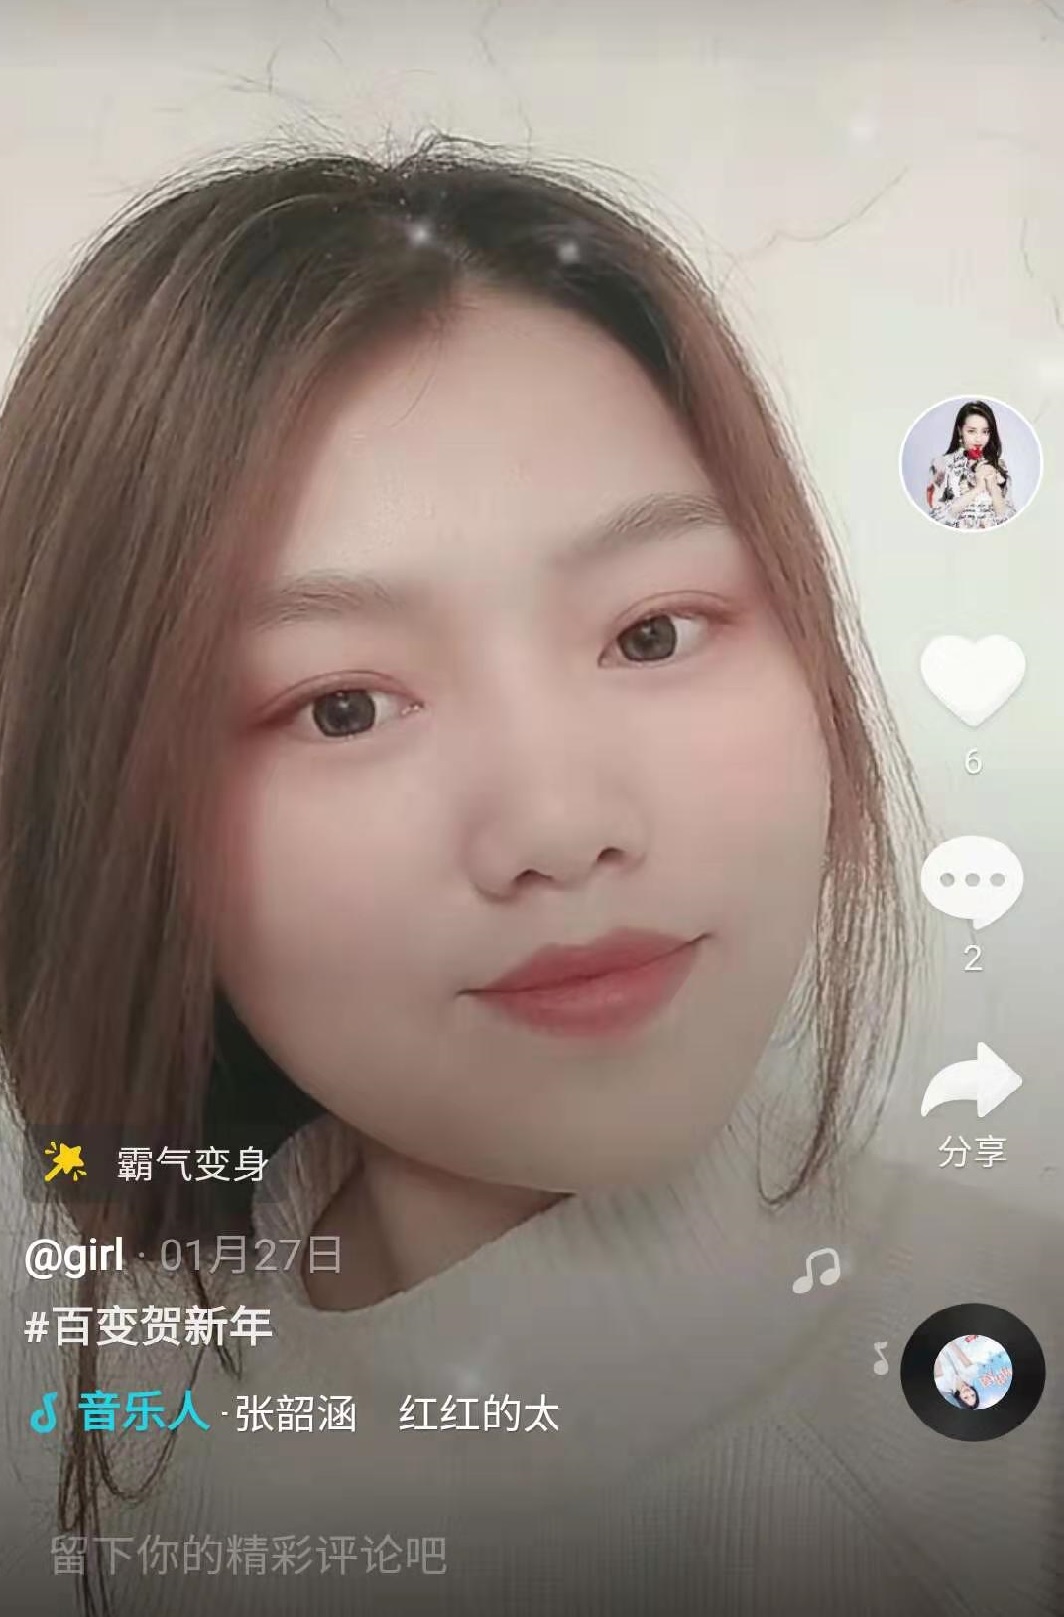 6
2
分享
霸气变身
@girl · 01月27日
#百变贺新年
音乐人 · 张韶涵 红红的太
留下你的精彩评论吧